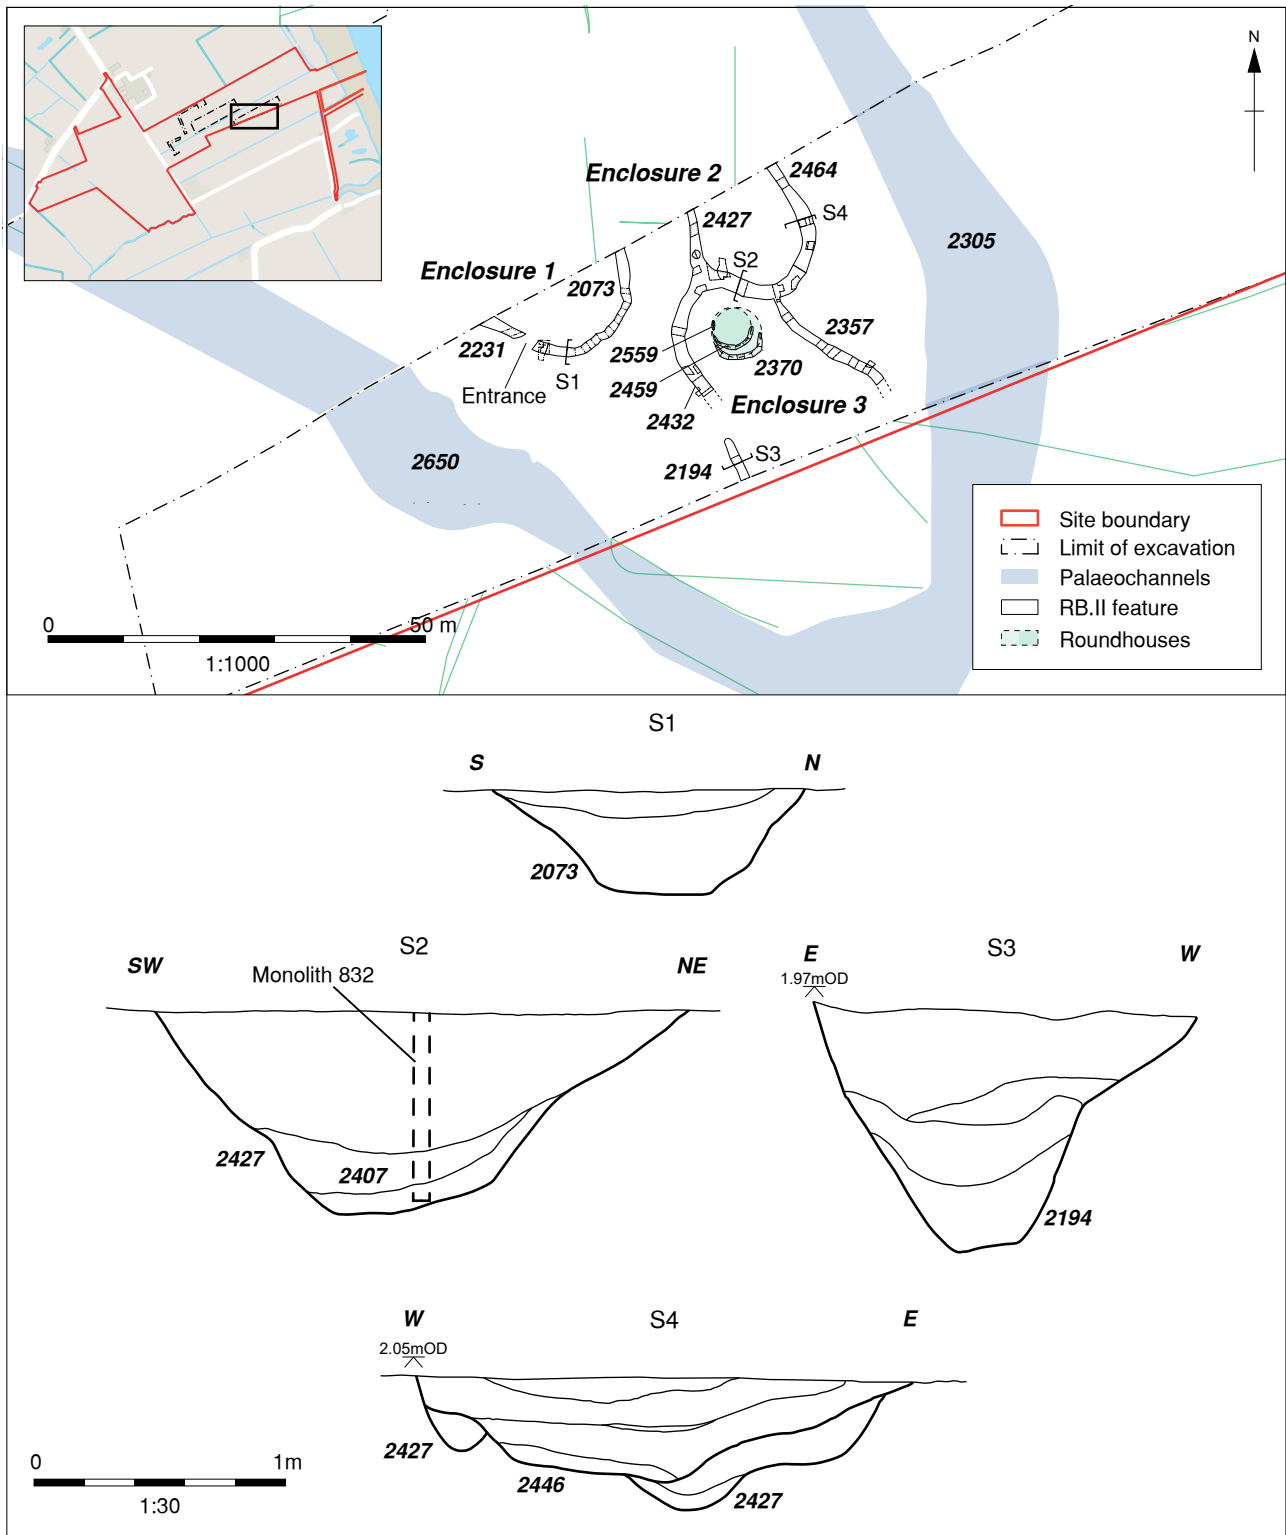 N
Enclosure 2
2464
2427
S4
2305
S2
Enclosure 1
2073
2357
2231
2559
S1
2370
Entrance
2459
Enclosure 3
2432
2650
2194
S3
Site boundary
Limit of excavation
Palaeochannels
RB.II feature
Roundhouses
0
50 m
1:1000
S1
S
N
2073
S2
SW
NE
Monolith 832
2427
2407
S3
E
W
1.97mOD
2194
S4
W
E
2.05mOD
2427
2446
2427
0
1m
1:30